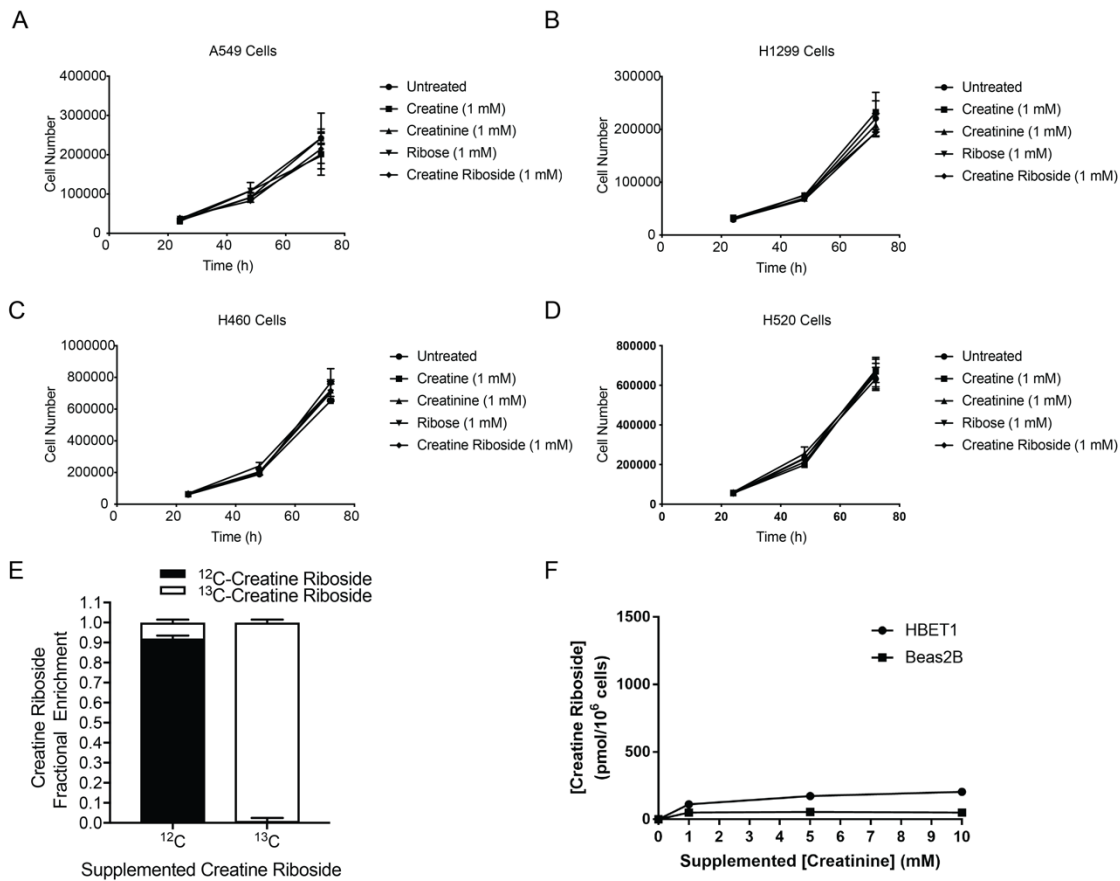 A
A549 Cells
400000
300000
200000
100000
0
Cell Number
0 20 40 60 80
Time (h)
Untreated
Creatine (1 mM)
Creatinine (1 mM)
Ribose (1 mM)
Creatine Riboside (1 mM)
B
H1299 Cells
300000
200000
100000
0
Cell Number
0 20 40 60 80
Time (h)
Untreated
Creatine (1 mM)
Creatinine (1 mM)
Ribose (1 mM)
Creatine Riboside (1 mM)
C
H460 Cells
1000000
800000
600000
400000
200000
0
Cell Number
0 20 40 60 80
Time (h)
Untreated
Creatine (1 mM)
Creatinine (1 mM)
Ribose (1 mM)
Creatine Riboside (1 mM)
D
H520 Cells
800000
600000
400000
200000
0
Cell Number
0 20 40 60 80
Time (h)
Untreated
Creatine (1 mM)
Creatinine (1 mM)
Ribose (1 mM)
Creatine Riboside (1 mM)
E
¹²C-Creatine Riboside
¹³C-Creatine Riboside
1.1
1.0
0.9
0.8
0.7
0.6
0.5
0.4
0.3
0.2
0.1
0.0
Creatine Riboside
Fractional Enrichment
¹²C ¹³C
Supplemented Creatine Riboside
F
1500
1000
500
0
[Creatine Riboside]
(pmol/10⁶ cells)
HBET1
Beas2B
0 1 2 3 4 5 6 7 8 9 10
Supplemented [Creatinine] (mM)